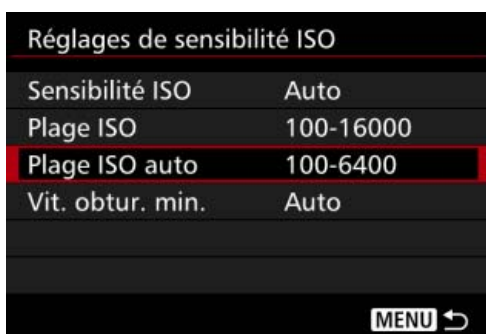 Réglages de sensibilité ISO
Sensibilité ISO Auto
Plage ISO 100-16000
Plage ISO auto 100-6400
Vit. obtur. min. Auto
MENU